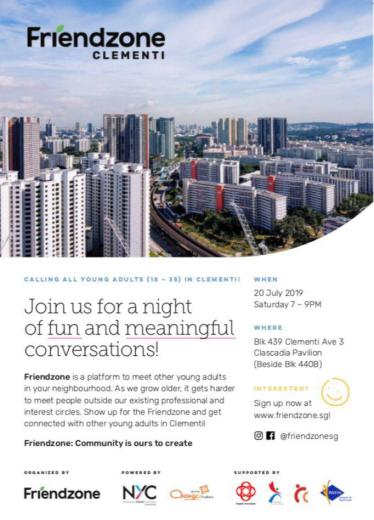 Friendzone
CLEMENTI
CALLING ALL YOUNG ADULTS (18 - 35) IN CLEMENTI!
Join us for a night
of fun and meaningful
conversations!
Friendzone is a platform to meet other young adults
in your neighbourhood. As we grow older, it gets harder
to meet people outside our existing professional and
interest circles. Show up for the Friendzone and get
connected with other young adults in Clementi!
Friendzone: Community is ours to create
WHEN
20 July 2019
Saturday 7 - 9PM
WHERE
Blk 439 Clementi Ave 3
Clascadia Pavilion
(Beside Blk 440B)
INTERESTED?
Sign up now at
www.friendzone.sg!
@friendzonesg
ORGANIZED BY
Friendzone
POWERED BY
NYC
SUPPORTED BY